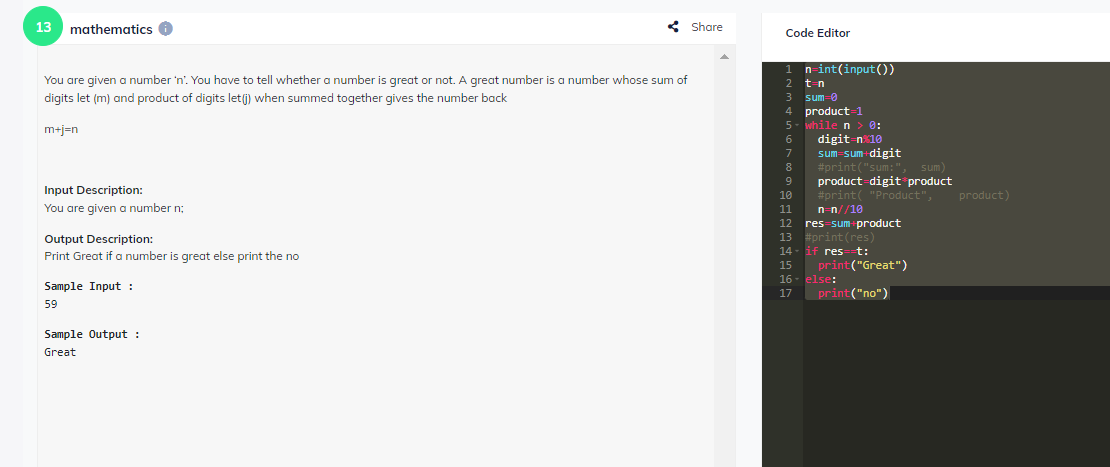 13
mathematics
Share
You are given a number ‘n’. You have to tell whether a number is great or not. A great number is a number whose sum of
digits let (m) and product of digits let(j) when summed together gives the number back
m+j=n
Input Description:
You are given a number n;
Output Description:
Print Great if a number is great else print the no
Sample Input :
59
Sample Output :
Great
Code Editor
1 n=int(input())
2 t=n
3 sum=0
4 product=1
5 while n > 0:
6 digit=n%10
7 sum=sum+digit
8 #print("sum:", sum)
9 product=digit*product
10 #print( "Product", product)
11 n=n//10
12 res=sum+product
13 #print(res)
14 if res==t:
15 print("Great")
16 else:
17 print("no")